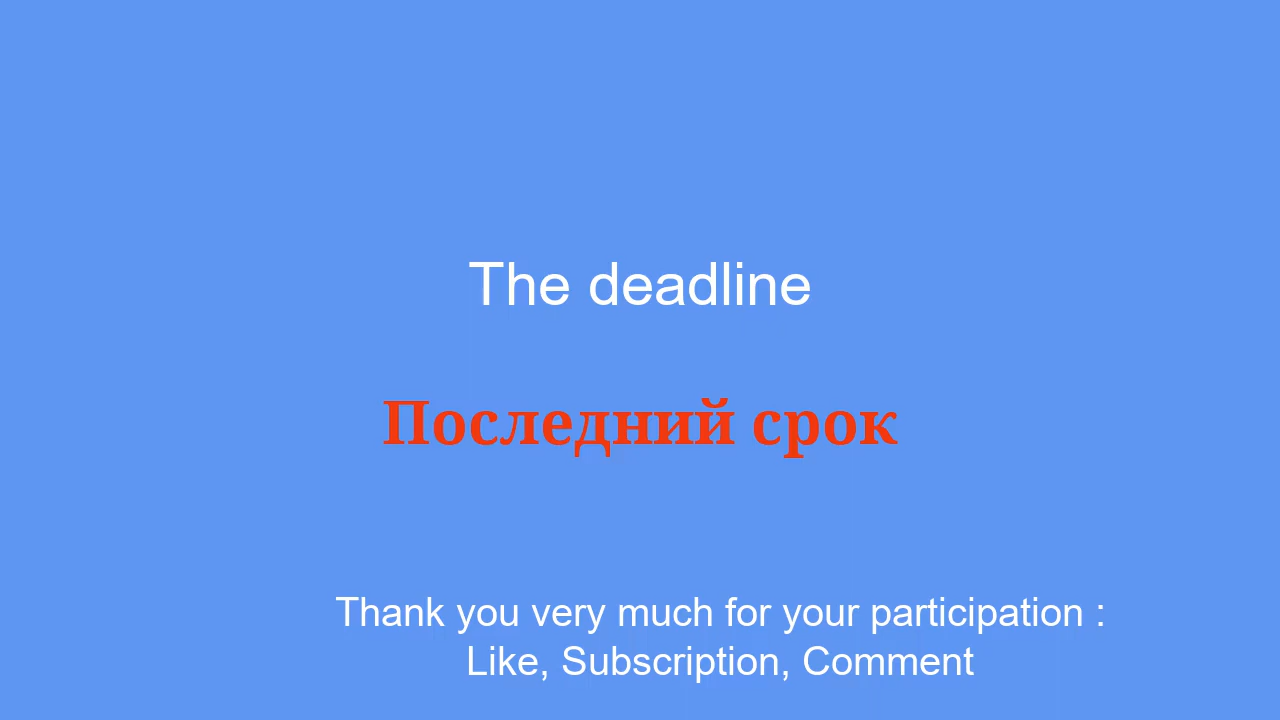 The deadline
Последний срок
Thank you very much for your participation :
Like, Subscription, Comment